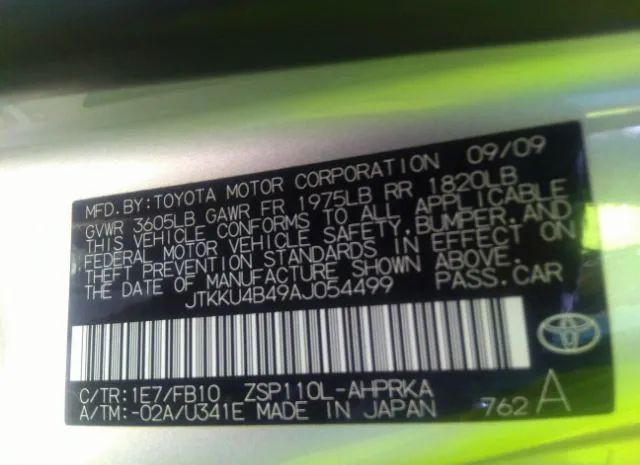 MFD.BY:TOYOTA MOTOR CORPORATION 09/09
GVWR 3605LB GAWR FR 1975LB RR 1820LB
THIS VEHICLE CONFORMS TO ALL APPLICABLE
FEDERAL MOTOR VEHICLE SAFETY,BUMPER,AND
THEFT PREVENTION STANDARDS IN EFFECT ON
THE DATE OF MANUFACTURE SHOWN ABOVE.
JTKKU4B49AJ054499 PASS.CAR
C/TR:1E7/FB10 ZSP110L-AHPRKA
A/TM:-02A/U341E MADE IN JAPAN 762 A